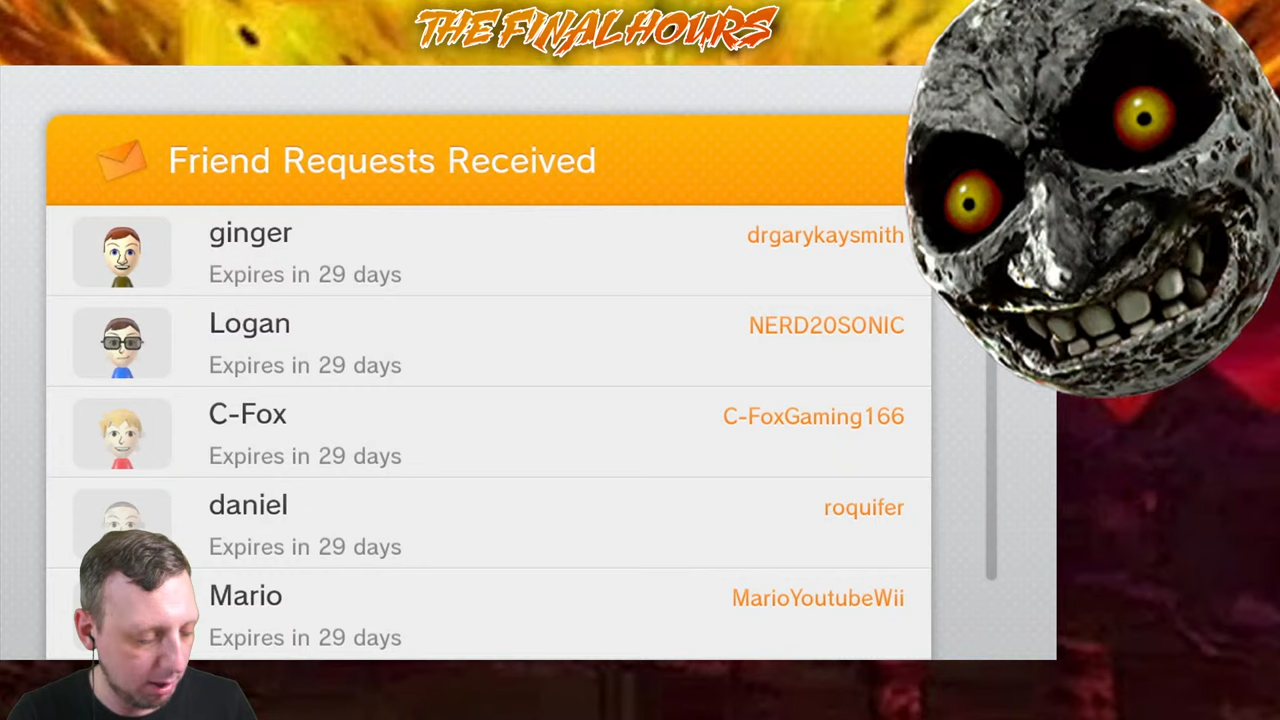 THE FINAL HOURS
Friend Requests Received
ginger
drgarykaysmith
Expires in 29 days
Logan
NERD20SONIC
Expires in 29 days
C-Fox
C-FoxGaming166
Expires in 29 days
daniel
roquifer
Expires in 29 days
Mario
MarioYoutubeWii
Expires in 29 days